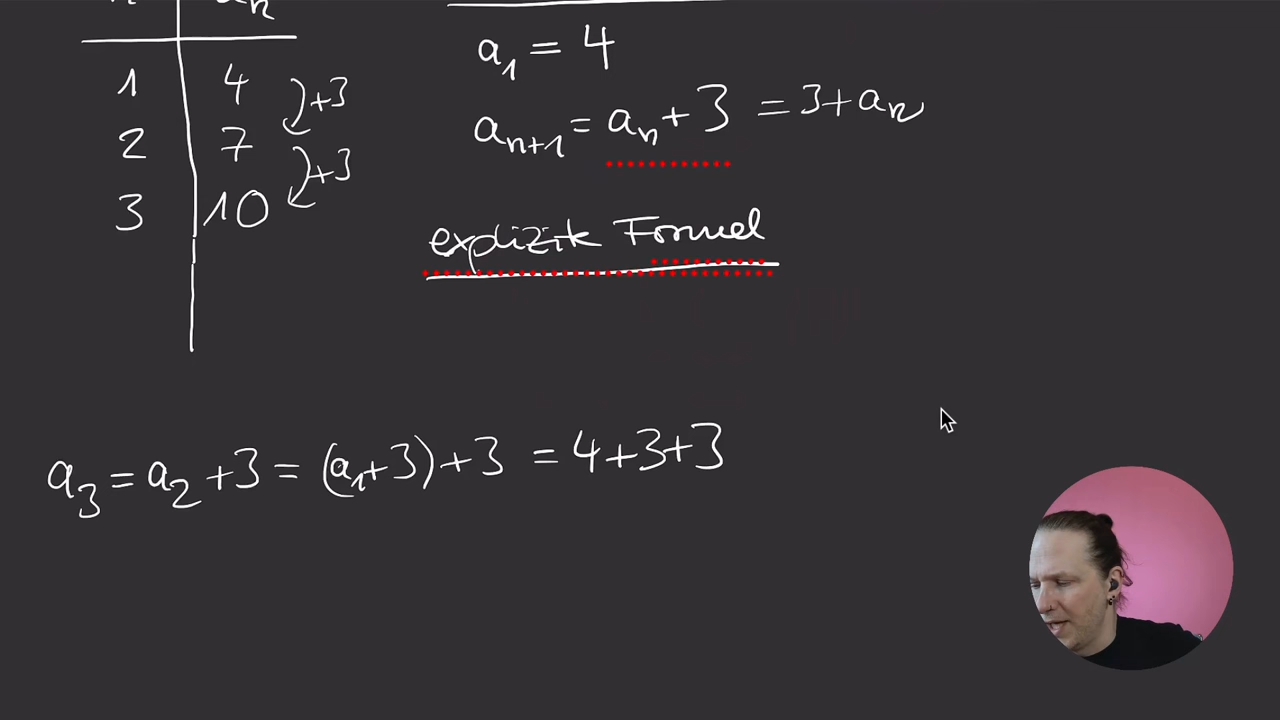 a₁ = 4
1 4 +3
aₙ₊₁ = aₙ + 3 = 3 + aₙ
2 7 +3
3 10
explizite Formel
a₃ = a₂ + 3 = (a₁+3) + 3 = 4+3+3